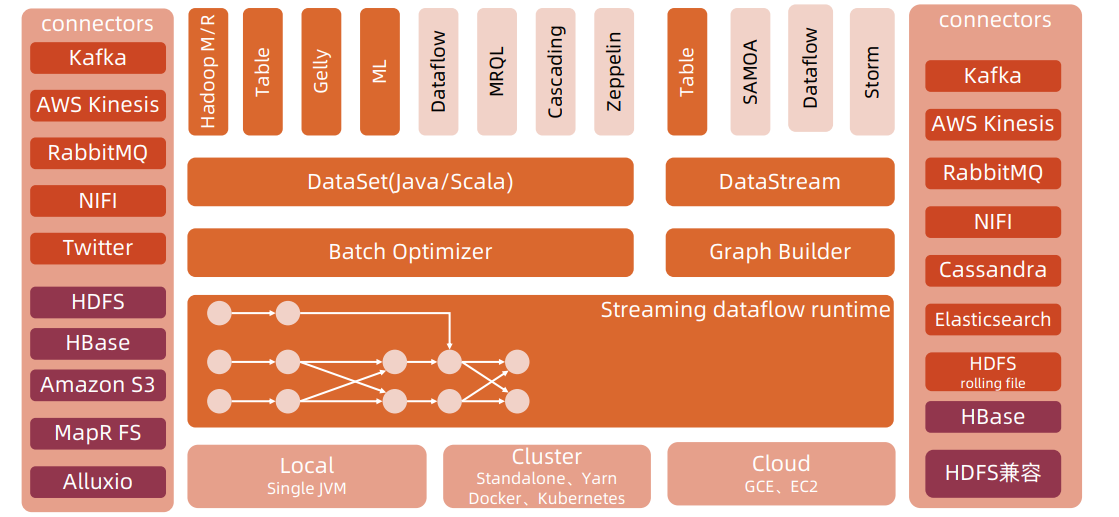 connectors
Kafka
AWS Kinesis
RabbitMQ
NIFI
Twitter
HDFS
HBase
Amazon S3
MapR FS
Alluxio
Hadoop M/R
Table
Gelly
ML
Dataflow
MRQL
Cascading
Zeppelin
Table
SAMOA
Dataflow
Storm
DataSet(Java/Scala)
DataStream
Batch Optimizer
Graph Builder
Streaming dataflow runtime
Local
Single JVM
Cluster
Standalone、Yarn
Docker、Kubernetes
Cloud
GCE、EC2
connectors
Kafka
AWS Kinesis
RabbitMQ
NIFI
Cassandra
Elasticsearch
HDFS
rolling file
HBase
HDFS兼容